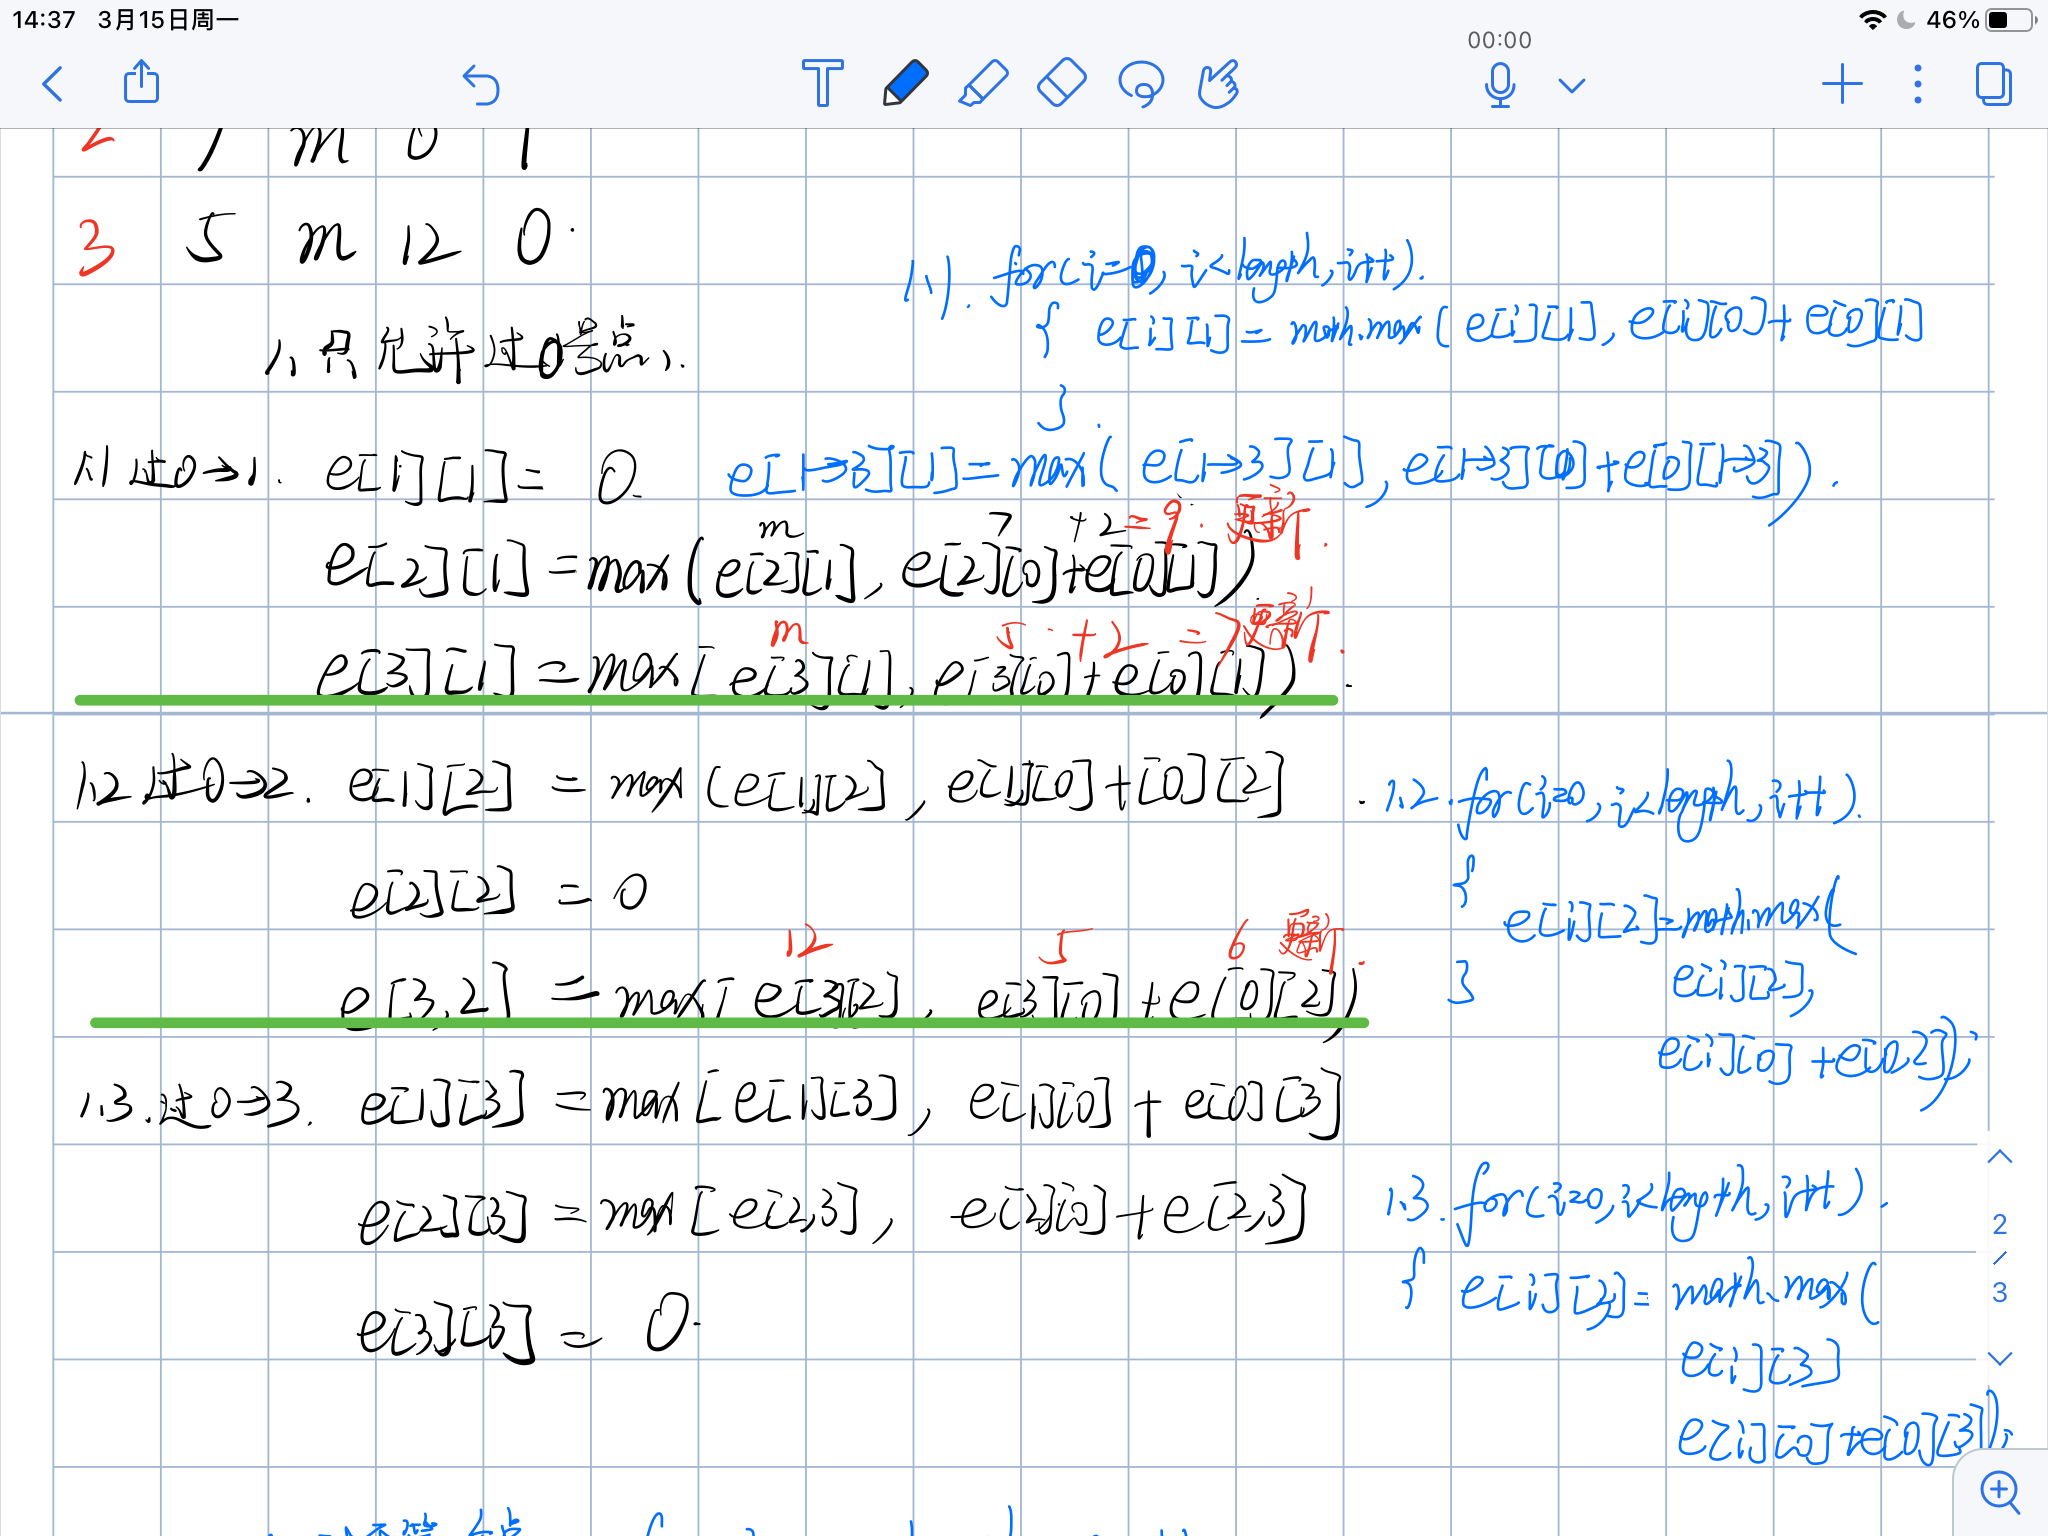 14:37 3月15日周一
46%
00:00
2 7 m 0 1
3 5 m 12 0.
1.1). for(i=0, i<length, i++).
{ e[i][1] = math.max(e[i][1], e[i][0]+e[0][1]
}.
1、只允许过0号点、.
1.1 过0→1. e[1][1] = 0. e[1→3][1]=max( e[1→3][1], e[1→3][0]+e[0][1→3]).
m 7 +2 =9. 更新.
e[2][1] =max(e[2][1], e[2][0]+e[0][1])
m 5 +2 =7 更新.
e[3][1] =max[e[3][1], e[3][0]+e[0][1]).
1.2 过0→2. e[1][2] = max(e[1][2], e[1][0]+[0][2]
e[2][2] = 0
12 5 6 更新.
e[3,2] = max[e[3][2], e[3][0]+e[0][2])
1.2. for(i=0, i<length, i++).
{
e[i][2]=math.max(
} e[i][2],
e[i][0] +e[0,2]);
1.3.过0→3. e[1][3] =max[e[1][3], e[1][0]+e[0][3]
e[2][3] =max[e[2,3], e[2][0]+e[2,3]
e[3][3] = 0.
1.3. for(i=0, i<length, i++).
{ e[i][2]= math.max(
e[i][3]
e[i][0]+e[0][3]);
2/3